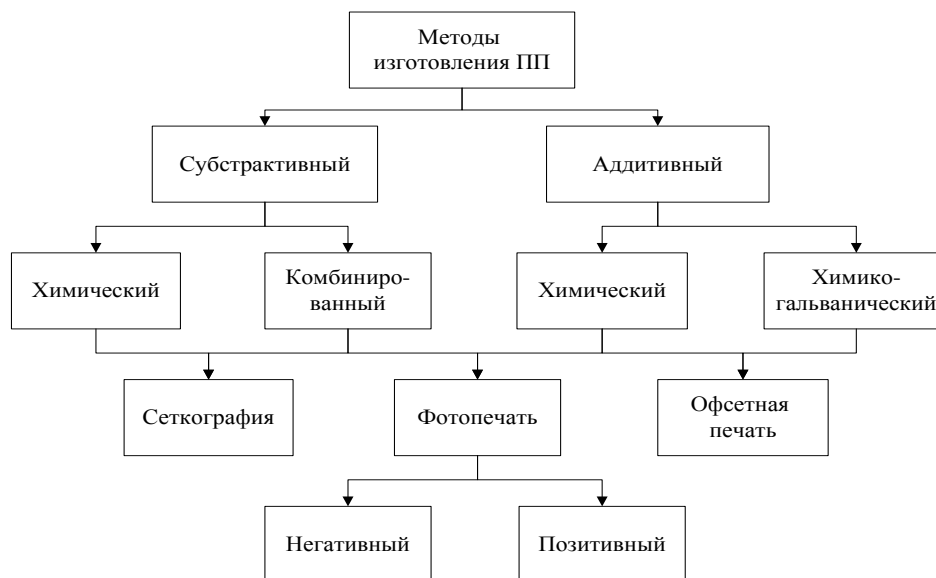 Методы
изготовления ПП
Субстрактивный
Аддитивный
Химический
Комбиниро-
ванный
Химический
Химико-
гальванический
Сеткография
Фотопечать
Офсетная
печать
Негативный
Позитивный